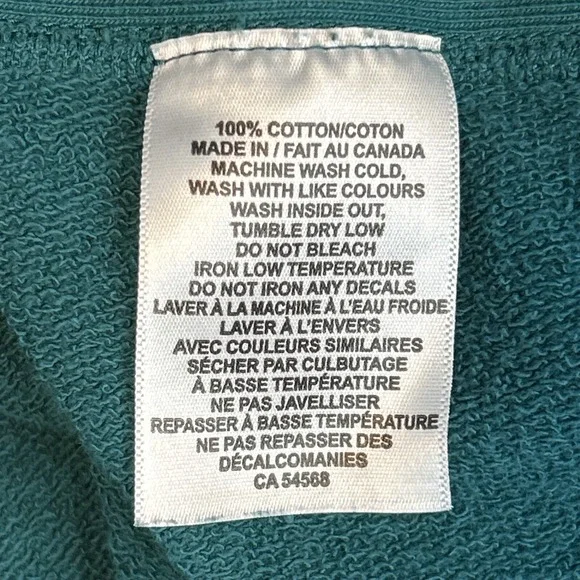 100% COTTON/COTON
MADE IN / FAIT AU CANADA
MACHINE WASH COLD,
WASH WITH LIKE COLOURS
WASH INSIDE OUT,
TUMBLE DRY LOW
DO NOT BLEACH
IRON LOW TEMPERATURE
DO NOT IRON ANY DECALS
LAVER À LA MACHINE À L'EAU FROIDE
LAVER À L'ENVERS
AVEC COULEURS SIMILAIRES
SÉCHER PAR CULBUTAGE
À BASSE TEMPÉRATURE
NE PAS JAVELLISER
REPASSER À BASSE TEMPÉRATURE
NE PAS REPASSER DES
DÉCALCOMANIES
CA 54568